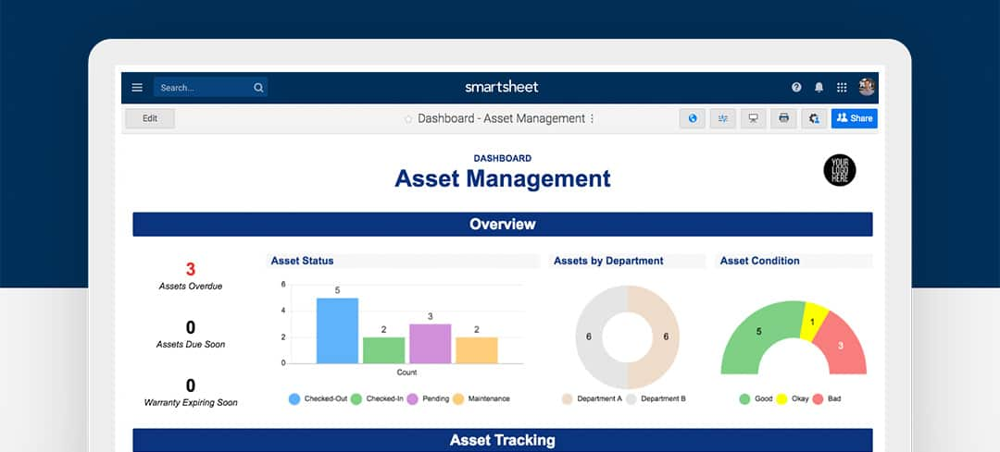 Search...
smartsheet
Edit
Dashboard - Asset Management
Share
DASHBOARD
Asset Management
YOUR
LOGO
HERE
Overview
3
Assets Overdue
0
Assets Due Soon
0
Warranty Expiring Soon
Asset Status
6
4
2
0
5
2
3
2
Count
Checked-Out Checked-In Pending Maintenance
Assets by Department
6 6
Department A Department B
Asset Condition
5
1
3
Good Okay Bad
Asset Tracking